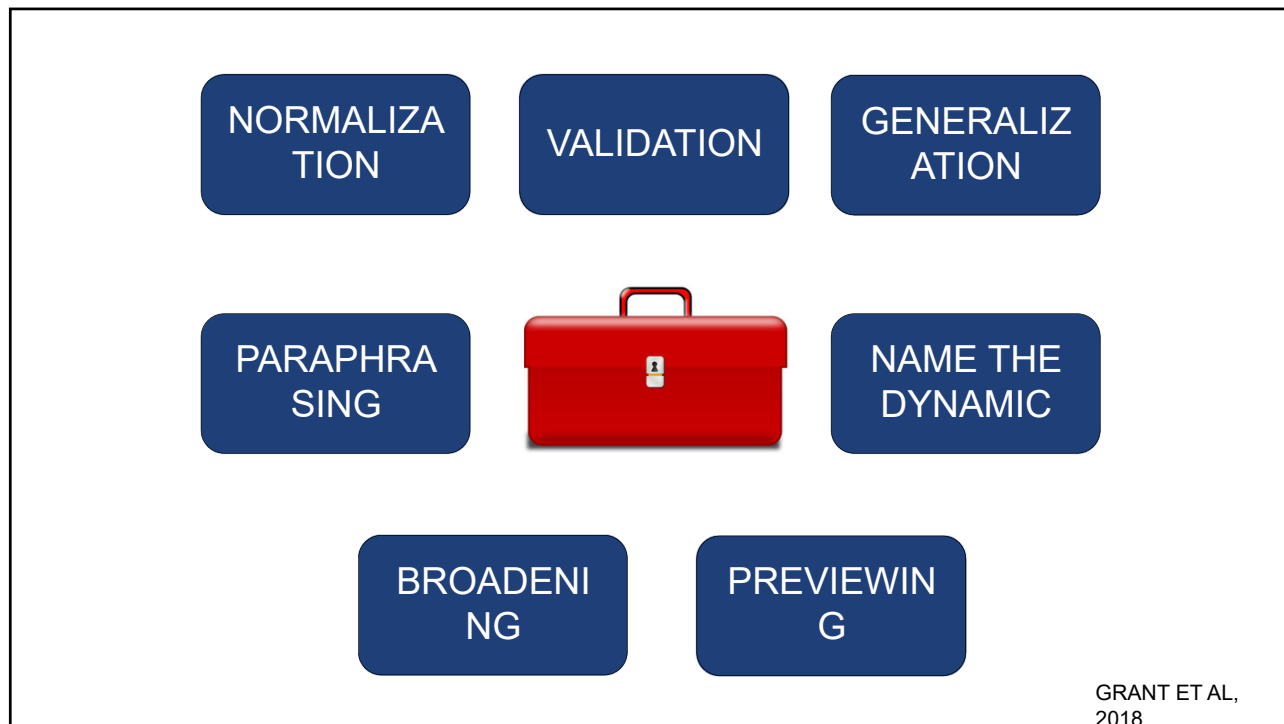 NORMALIZA
TION
VALIDATION
GENERALIZ
ATION
PARAPHRA
SING
NAME THE
DYNAMIC
BROADENI
NG
PREVIEWIN
G
GRANT ET AL,
2018